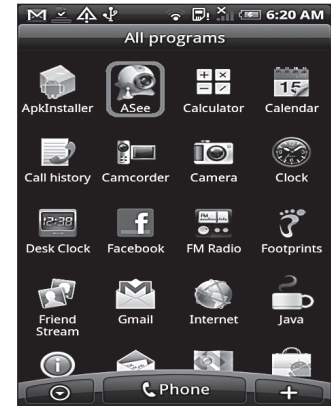 6:20 AM
All programs
ApkInstaller
ASee
Calculator
Calendar
15
Call history
Camcorder
Camera
Clock
12:30
Desk Clock
Facebook
FM Radio
Footprints
Friend Stream
Gmail
Internet
Java
Phone